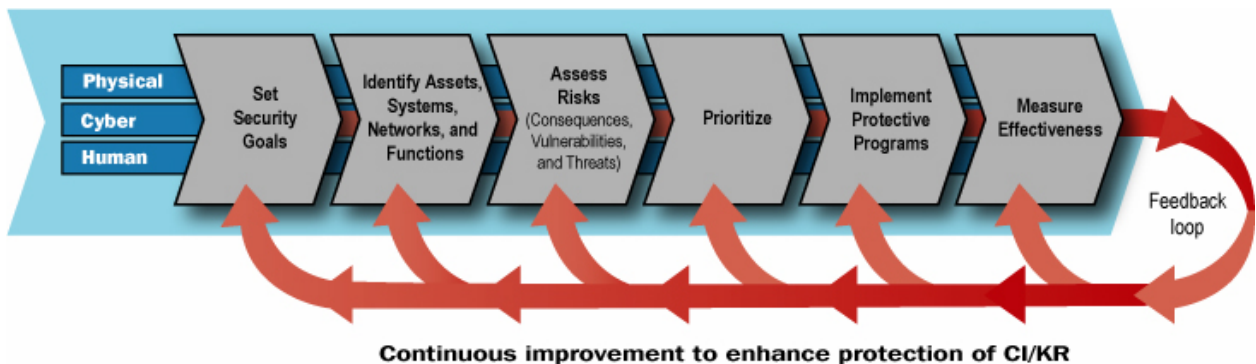 Physical
Cyber
Human
Set
Security
Goals
Identify Assets,
Systems,
Networks, and
Functions
Assess
Risks
(Consequences,
Vulnerabilities,
and Threats)
Prioritize
Implement
Protective
Programs
Measure
Effectiveness
Feedback
loop
Continuous improvement to enhance protection of CI/KR